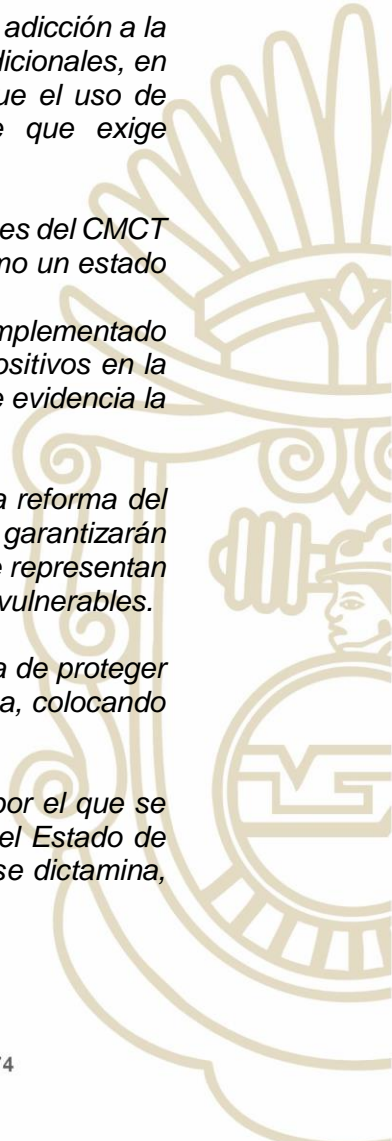 adicción a la
dicionales, en
ue el uso de
que exige
es del CMCT
mo un estado
mplementado
ositivos en la
e evidencia la
a reforma del
garantizarán
e representan
vulnerables.
a de proteger
a, colocando
por el que se
el Estado de
se dictamina,
74